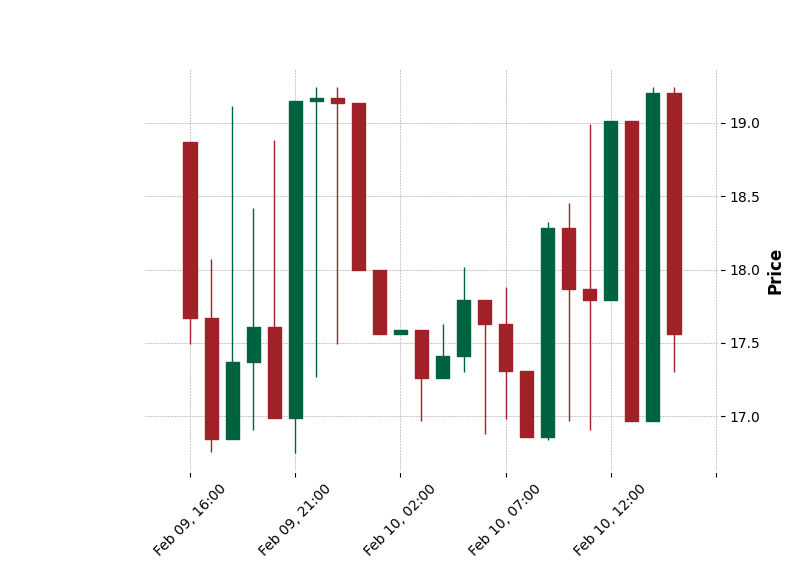 19.0
18.5
18.0
17.5
17.0
Price
Feb 09, 16:00
Feb 09, 21:00
Feb 10, 02:00
Feb 10, 07:00
Feb 10, 12:00